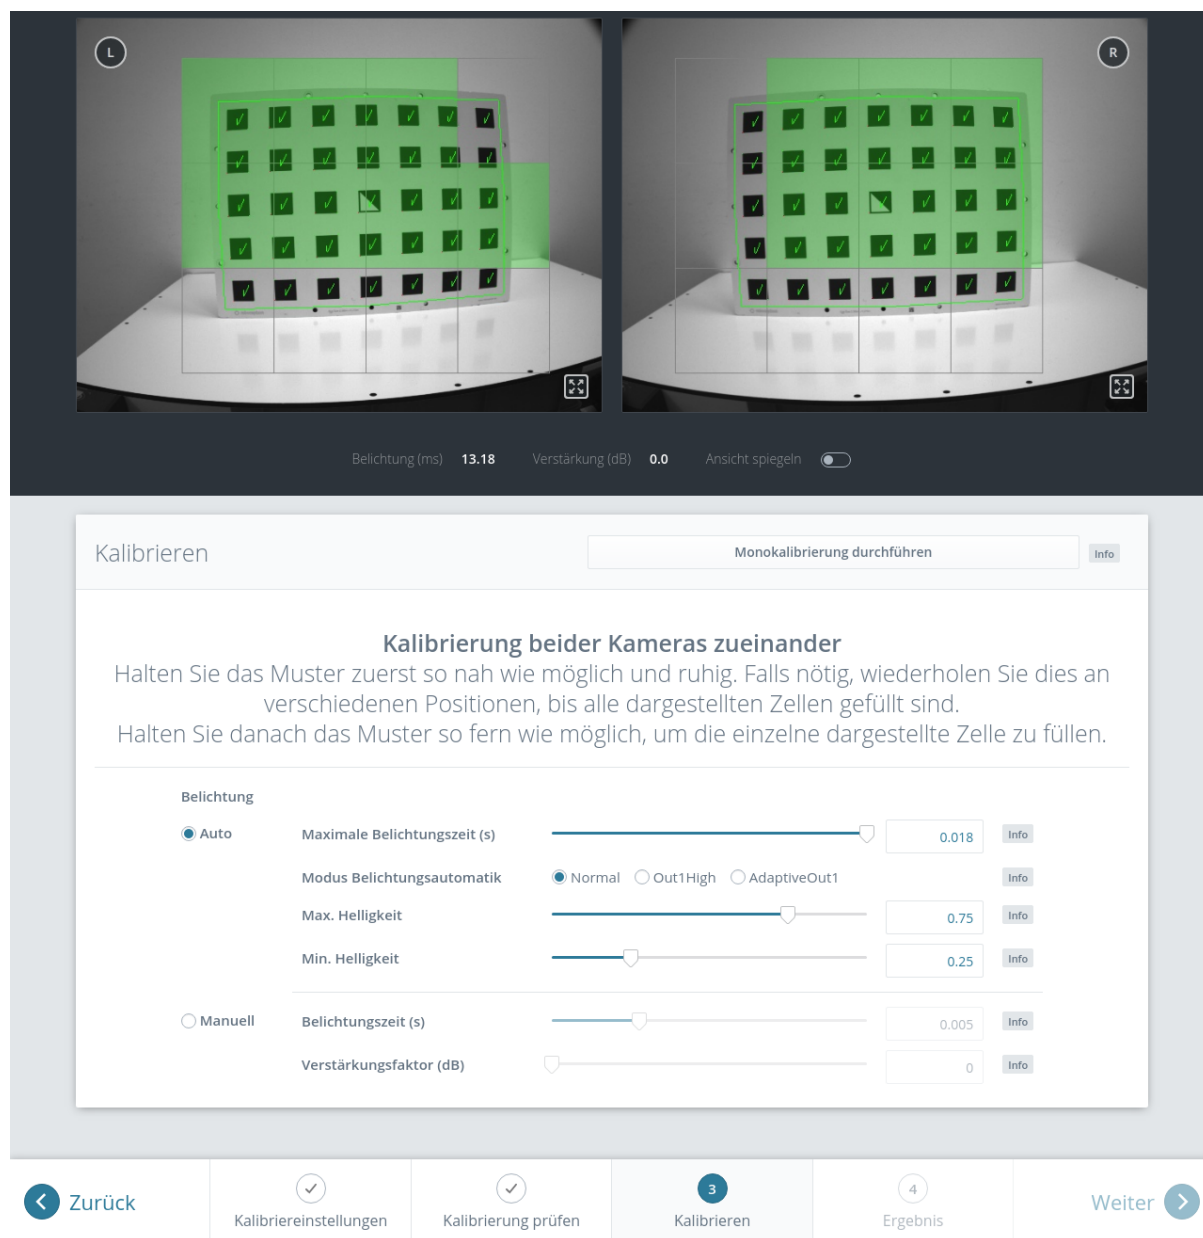 L
R
Belichtung (ms) 13.18 Verstärkung (dB) 0.0 Ansicht spiegeln
Kalibrieren
Monokalibrierung durchführen
Info
Kalibrierung beider Kameras zueinander
Halten Sie das Muster zuerst so nah wie möglich und ruhig. Falls nötig, wiederholen Sie dies an
verschiedenen Positionen, bis alle dargestellten Zellen gefüllt sind.
Halten Sie danach das Muster so fern wie möglich, um die einzelne dargestellte Zelle zu füllen.
Belichtung
Auto Maximale Belichtungszeit (s) 0.018 Info
Modus Belichtungsautomatik Normal Out1High AdaptiveOut1 Info
Max. Helligkeit 0.75 Info
Min. Helligkeit 0.25 Info
Manuell Belichtungszeit (s) 0.005 Info
Verstärkungsfaktor (dB) 0 Info
Zurück
Kalibriereinstellungen
Kalibrierung prüfen
3
Kalibrieren
4
Ergebnis
Weiter